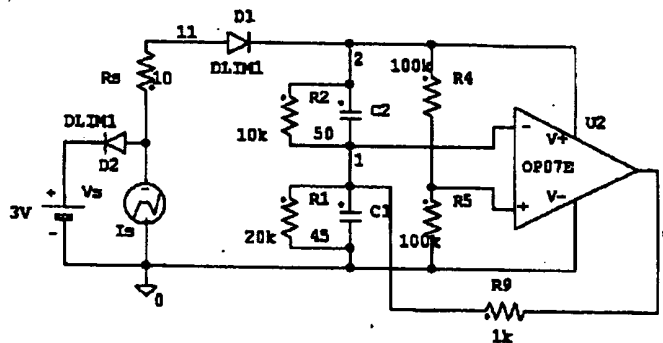 11
D1
DLIM1
2
Rs
10
100k
R4
DLIM1
D2
R2
C2
10k
50
1
U2
-
V+
OP07E
V-
+
+
Vs
3V
-
Is
R1
C1
20k
45
R5
100k
0
R9
1k